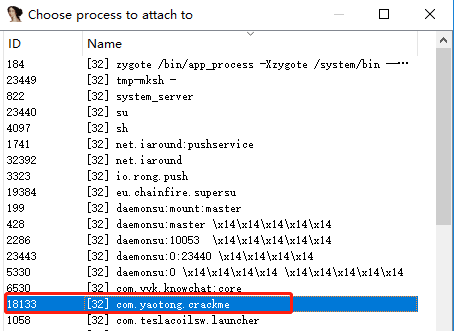 Choose process to attach to
ID Name
184 [32] zygote /bin/app_process -Xzygote /system/bin —…
23449 [32] tmp-mksh -
822 [32] system_server
23440 [32] su
4097 [32] sh
1741 [32] net.iaround:pushservice
32392 [32] net.iaround
3323 [32] io.rong.push
19384 [32] eu.chainfire.supersu
199 [32] daemonsu:mount:master
428 [32] daemonsu:master \x14\x14\x14\x14\x14
2286 [32] daemonsu:10053 \x14\x14\x14\x14\x14
23443 [32] daemonsu:0:23440 \x14\x14\x14\x14
5330 [32] daemonsu:0 \x14\x14\x14\x14 \x14\x14\x14\x14\x14
6530 [32] com.yyk.knowchat:core
18133 [32] com.yaotong.crackme
1058 [32] com.teslacoilsw.launcher